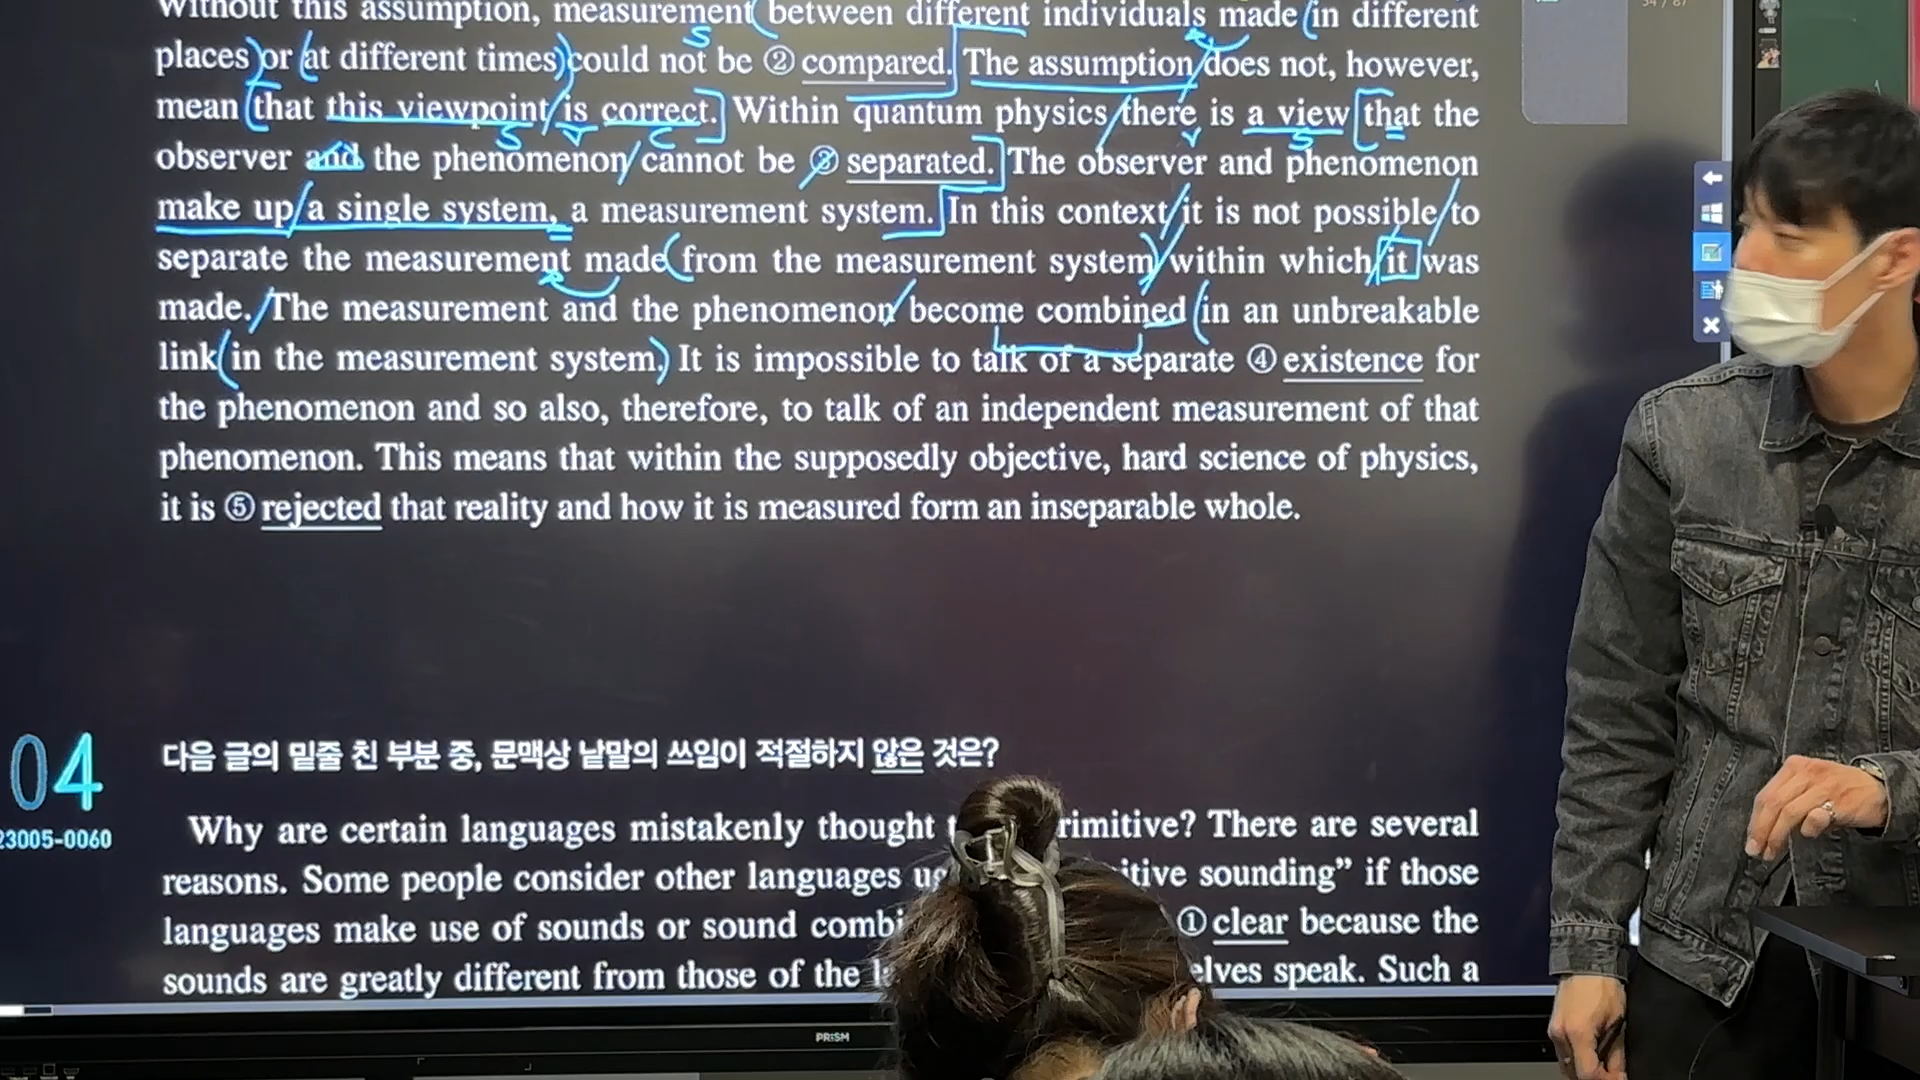 Without this assumption, measurement between different individuals made in different
places or at different times could not be ② compared. The assumption does not, however,
mean that this viewpoint is correct. Within quantum physics there is a view that the
observer and the phenomenon cannot be ③ separated. The observer and phenomenon
make up a single system, a measurement system. In this context it is not possible to
separate the measurement made from the measurement system within which it was
made. The measurement and the phenomenon become combined in an unbreakable
link in the measurement system. It is impossible to talk of a separate ④ existence for
the phenomenon and so also, therefore, to talk of an independent measurement of that
phenomenon. This means that within the supposedly objective, hard science of physics,
it is ⑤ rejected that reality and how it is measured form an inseparable whole.
04
23005-0060
다음 글의 밑줄 친 부분 중, 문맥상 낱말의 쓰임이 적절하지 않은 것은?
Why are certain languages mistakenly thought rimitive? There are several
reasons. Some people consider other languages ug itive sounding” if those
languages make use of sounds or sound combi ① clear because the
sounds are greatly different from those of the la elves speak. Such a
PRISM